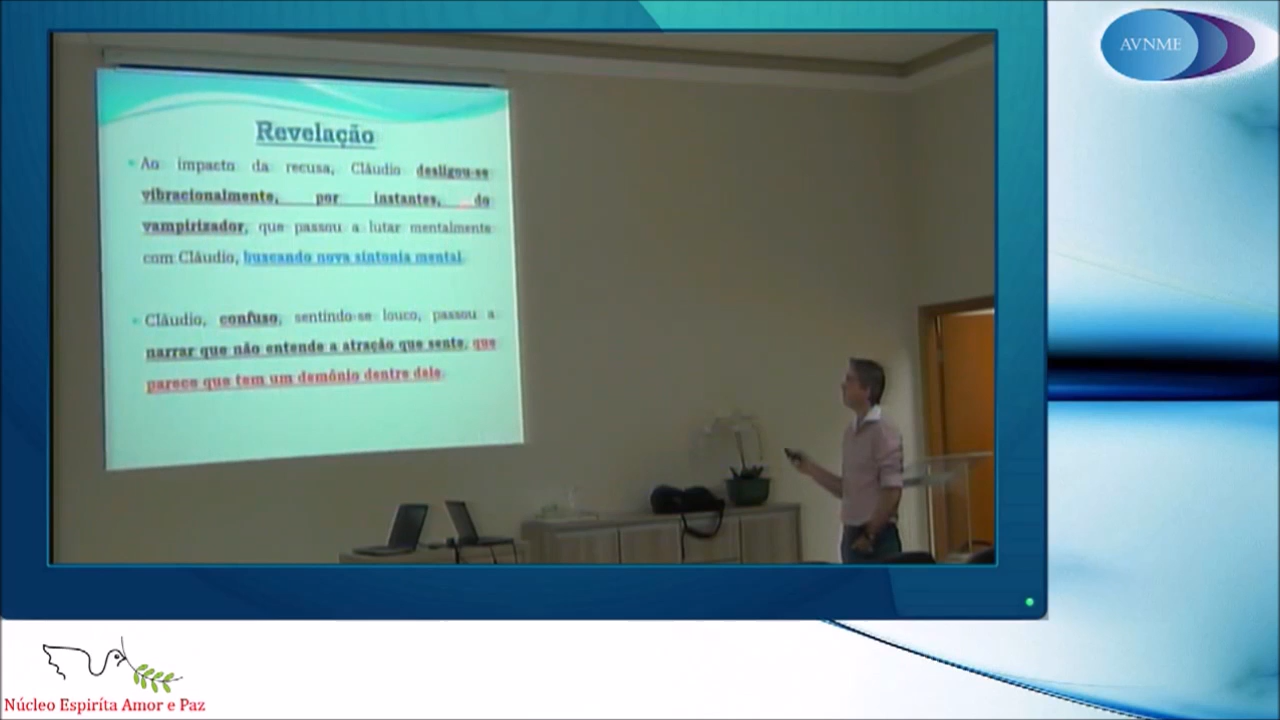 AVNME
Revelação
Ao impacto da recusa, Cláudio desligou-se
vibracionalmente, por instantes, do
vampirizador, que passou a lutar mentalmente
com Cláudio, buscando nova sintonia mental.
Cláudio, confuso, sentindo-se louco, passou a
narrar que não entende a atração que sente, que
parece que tem um demônio dentro dele.
Núcleo Espiríta Amor e Paz